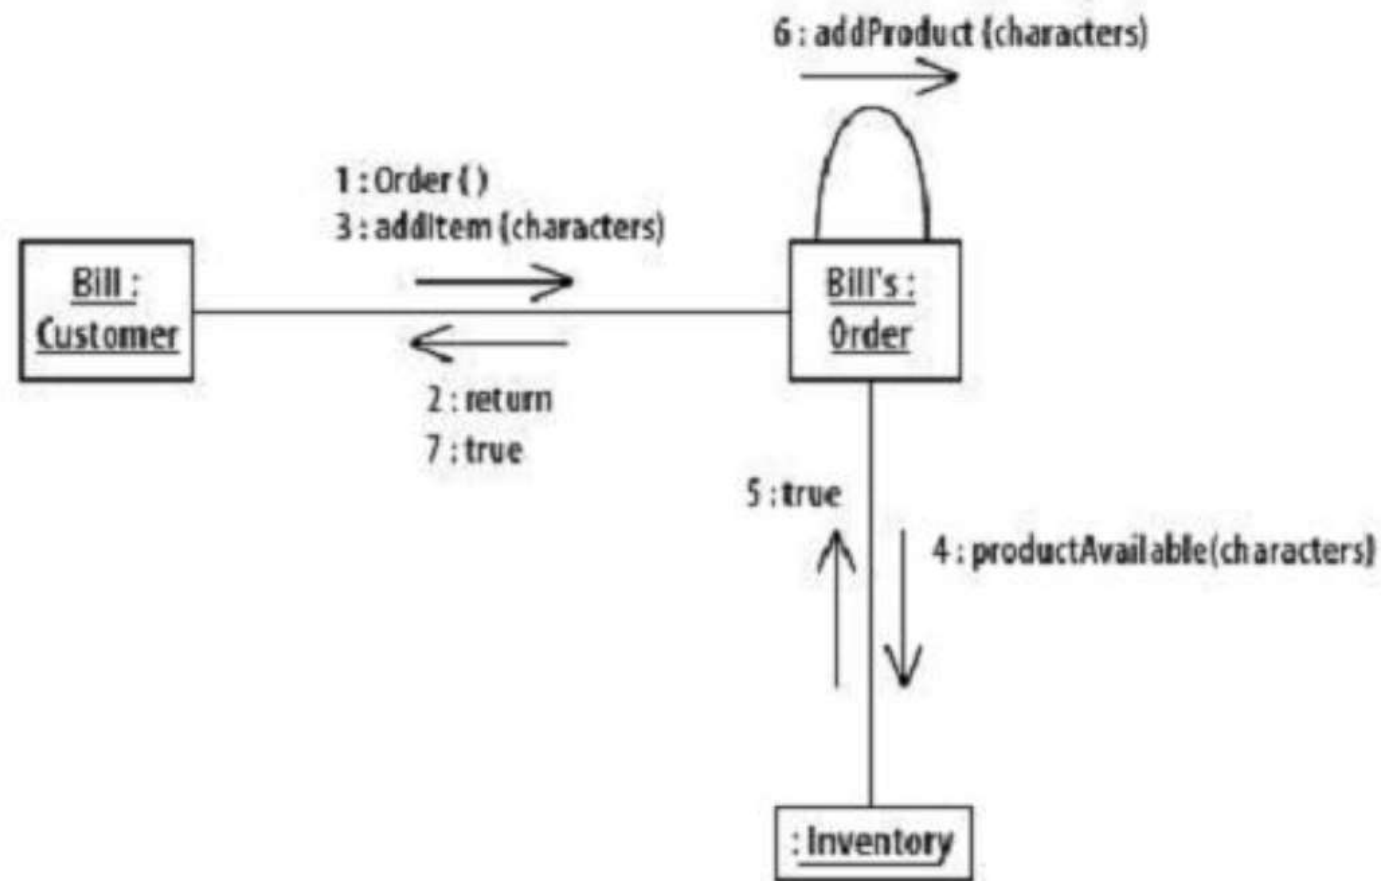 6 : addProduct (characters)
1 : Order ( )
3 : addItem (characters)
Bill :
Customer
Bill's :
Order
2 : return
7 : true
5 : true
4 : productAvailable(characters)
: Inventory